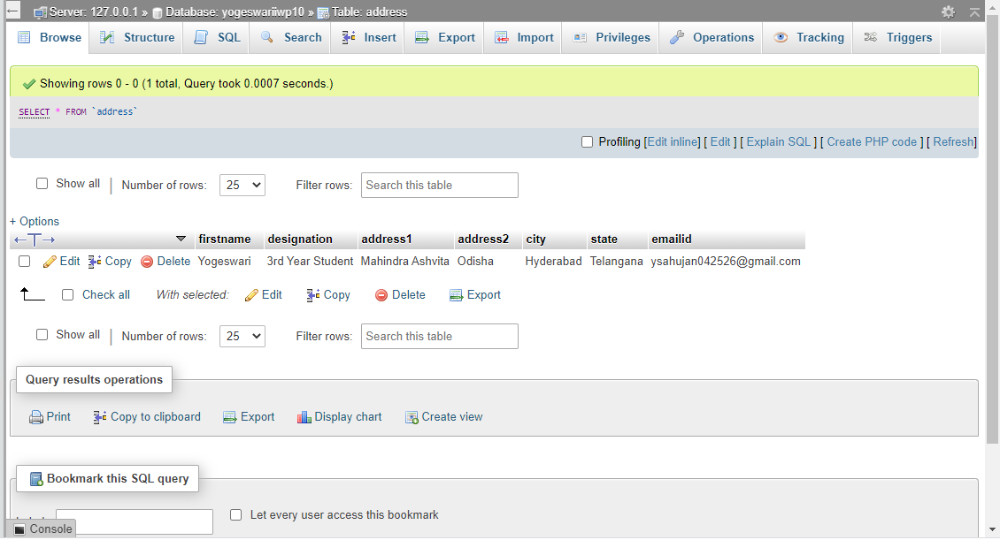 Server: 127.0.0.1 » Database: yogeswariiwp10 » Table: address
Browse Structure SQL Search Insert Export Import Privileges Operations Tracking Triggers
Showing rows 0 - 0 (1 total, Query took 0.0007 seconds.)
SELECT * FROM `address`
Profiling [Edit inline] [ Edit ] [ Explain SQL ] [ Create PHP code ] [ Refresh]
Show all | Number of rows: 25 Filter rows: Search this table
+ Options
←T→ firstname designation address1 address2 city state emailid
Edit Copy Delete Yogeswari 3rd Year Student Mahindra Ashvita Odisha Hyderabad Telangana ysahujan042526@gmail.com
Check all With selected: Edit Copy Delete Export
Show all | Number of rows: 25 Filter rows: Search this table
Query results operations
Print Copy to clipboard Export Display chart Create view
Bookmark this SQL query
Let every user access this bookmark
Console